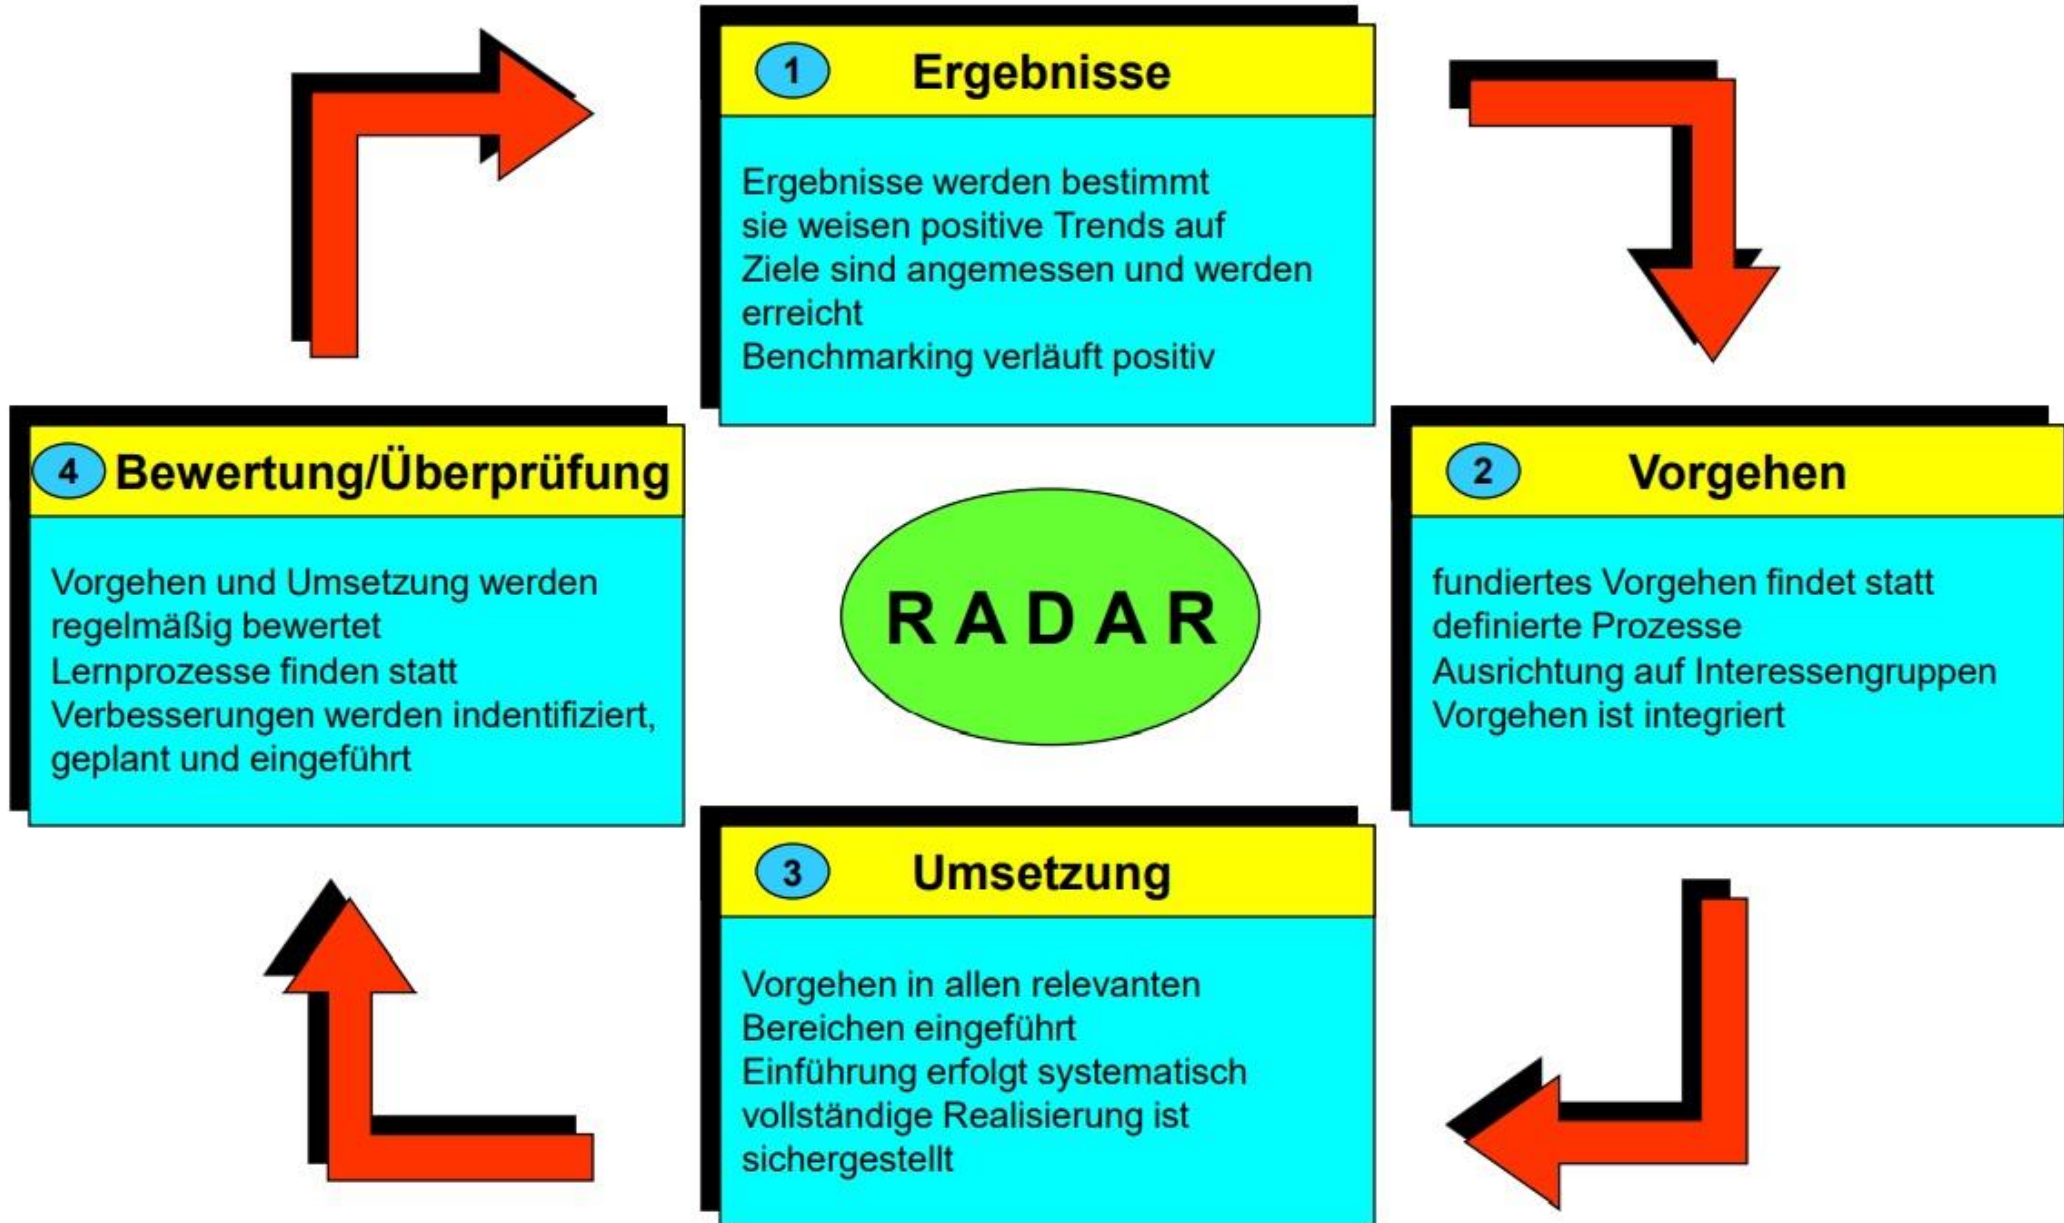 1 Ergebnisse
Ergebnisse werden bestimmt
sie weisen positive Trends auf
Ziele sind angemessen und werden
erreicht
Benchmarking verläuft positiv
2 Vorgehen
fundiertes Vorgehen findet statt
definierte Prozesse
Ausrichtung auf Interessengruppen
Vorgehen ist integriert
3 Umsetzung
Vorgehen in allen relevanten
Bereichen eingeführt
Einführung erfolgt systematisch
vollständige Realisierung ist
sichergestellt
4 Bewertung/Überprüfung
Vorgehen und Umsetzung werden
regelmäßig bewertet
Lernprozesse finden statt
Verbesserungen werden indentifiziert,
geplant und eingeführt
R A D A R